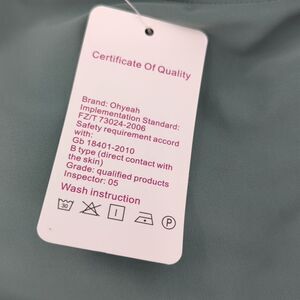 Certificate Of Quality
Brand: Ohyeah
Implementation Standard:
FZ/T 73024-2006
Safety requirement accord
with:
Gb 18401-2010
B type (direct contact with
the skin)
Grade: qualified products
Inspector: 05
Wash instruction
30
P